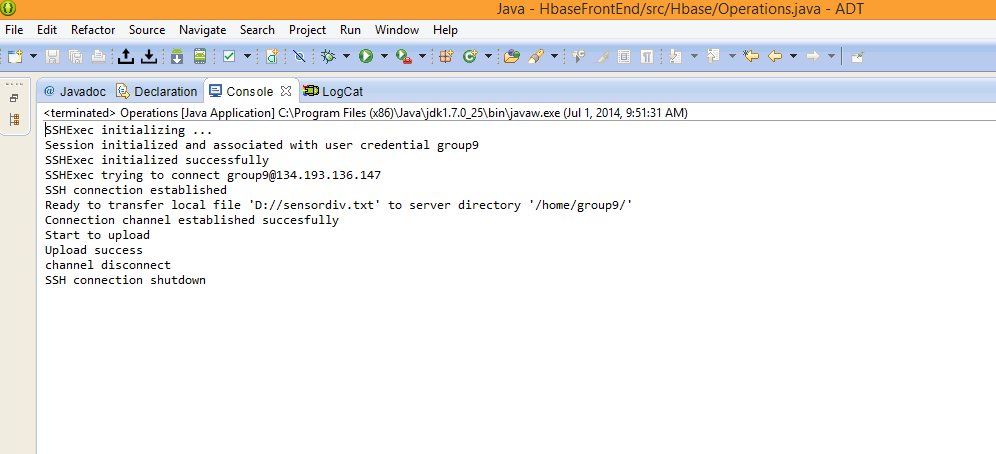 Java - HbaseFrontEnd/src/Hbase/Operations.java - ADT
File Edit Refactor Source Navigate Search Project Run Window Help
@ Javadoc Declaration Console LogCat
<terminated> Operations [Java Application] C:\Program Files (x86)\Java\jdk1.7.0_25\bin\javaw.exe (Jul 1, 2014, 9:51:31 AM)
SSHExec initializing ...
Session initialized and associated with user credential group9
SSHExec initialized successfully
SSHExec trying to connect group9@134.193.136.147
SSH connection established
Ready to transfer local file 'D://sensordiv.txt' to server directory '/home/group9/'
Connection channel established succesfully
Start to upload
Upload success
channel disconnect
SSH connection shutdown